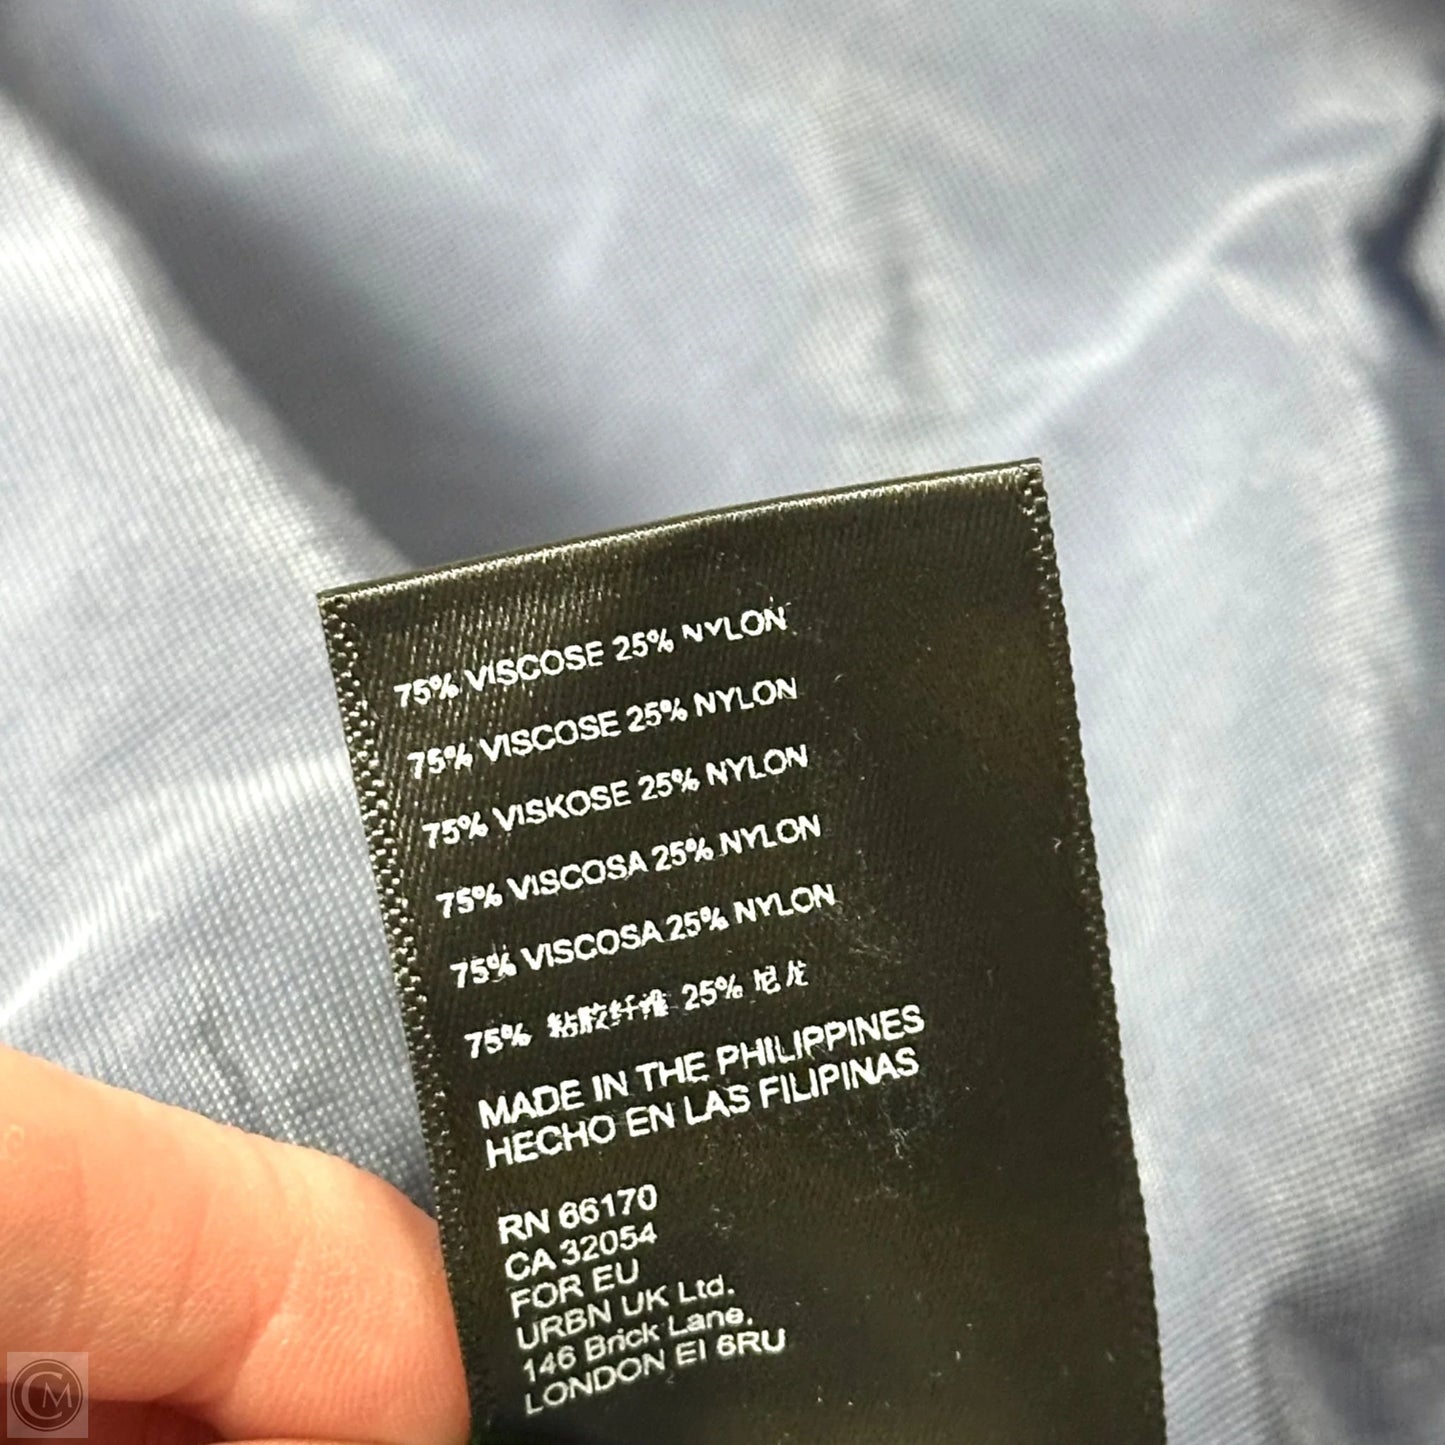 75% VISCOSE 25% NYLON
75% VISCOSE 25% NYLON
75% VISKOSE 25% NYLON
75% VISCOSA 25% NYLON
75% VISCOSA 25% NYLON
75% 粘胶纤维 25% 尼龙
MADE IN THE PHILIPPINES
HECHO EN LAS FILIPINAS
RN 66170
CA 32054
FOR EU
URBN UK Ltd.
146 Brick Lane.
LONDON EI 6RU
CM